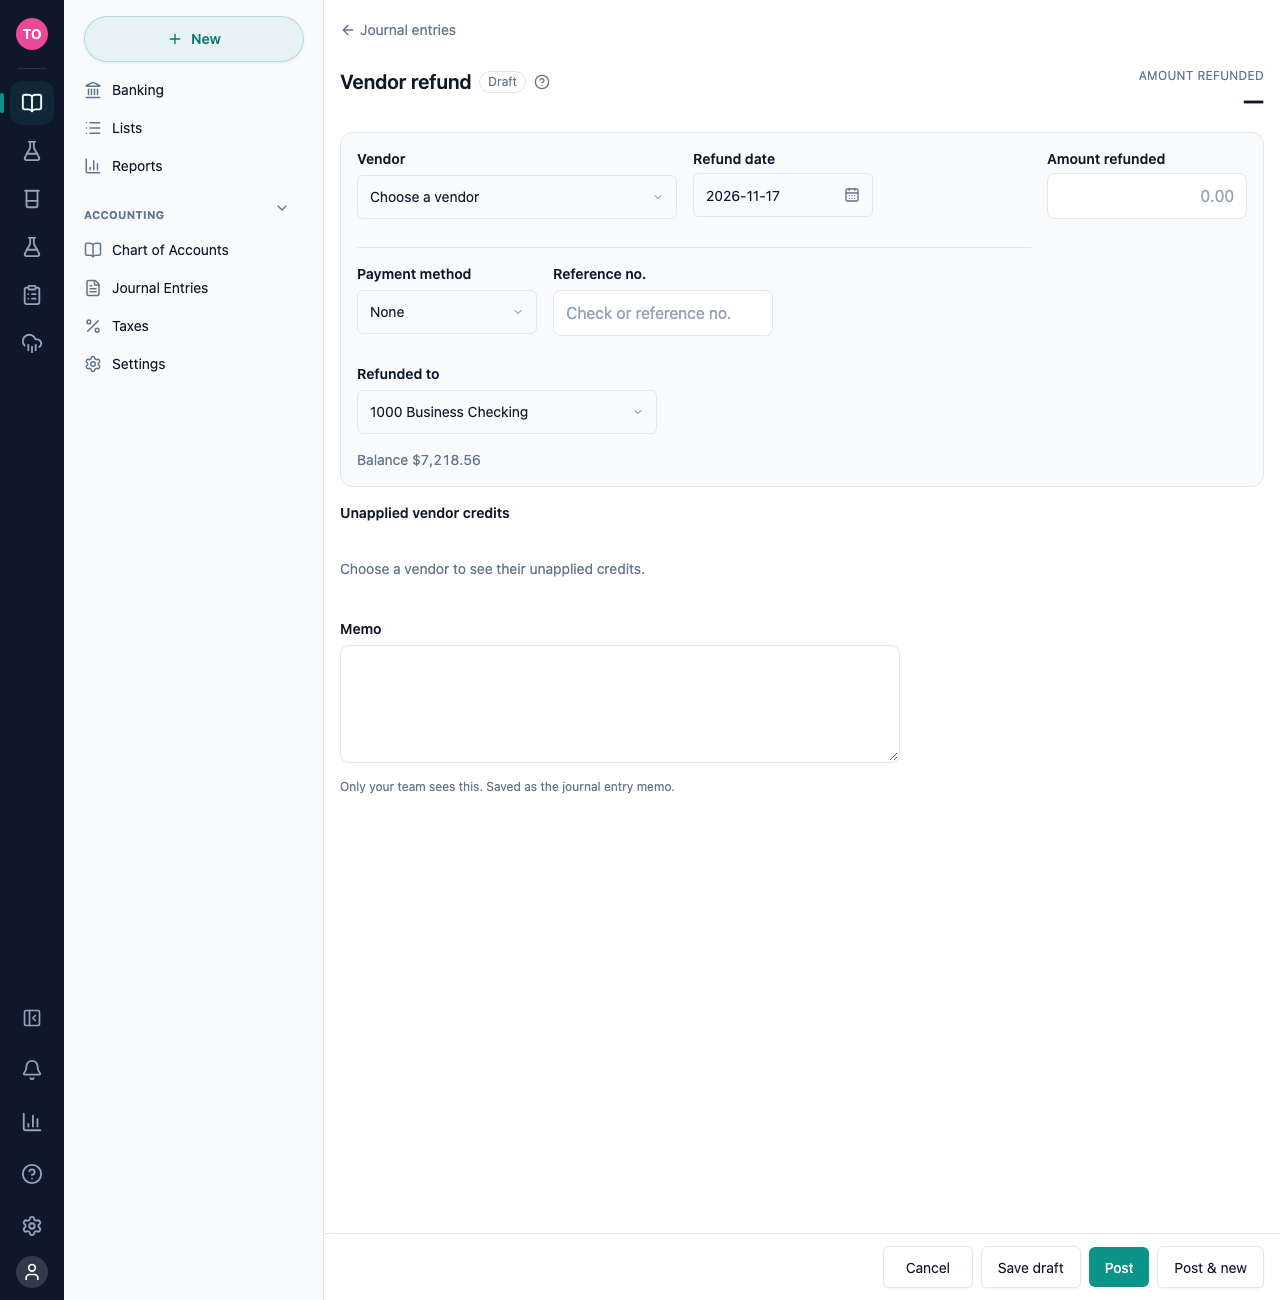 TO
New
Banking
Lists
Reports
ACCOUNTING
Chart of Accounts
Journal Entries
Taxes
Settings
Journal entries
Vendor refund
Draft
AMOUNT REFUNDED
—
Vendor
Choose a vendor
Refund date
2026-11-17
Amount refunded
0.00
Payment method
None
Reference no.
Check or reference no.
Refunded to
1000 Business Checking
Balance $7,218.56
Unapplied vendor credits
Choose a vendor to see their unapplied credits.
Memo
Only your team sees this. Saved as the journal entry memo.
Cancel
Save draft
Post
Post & new